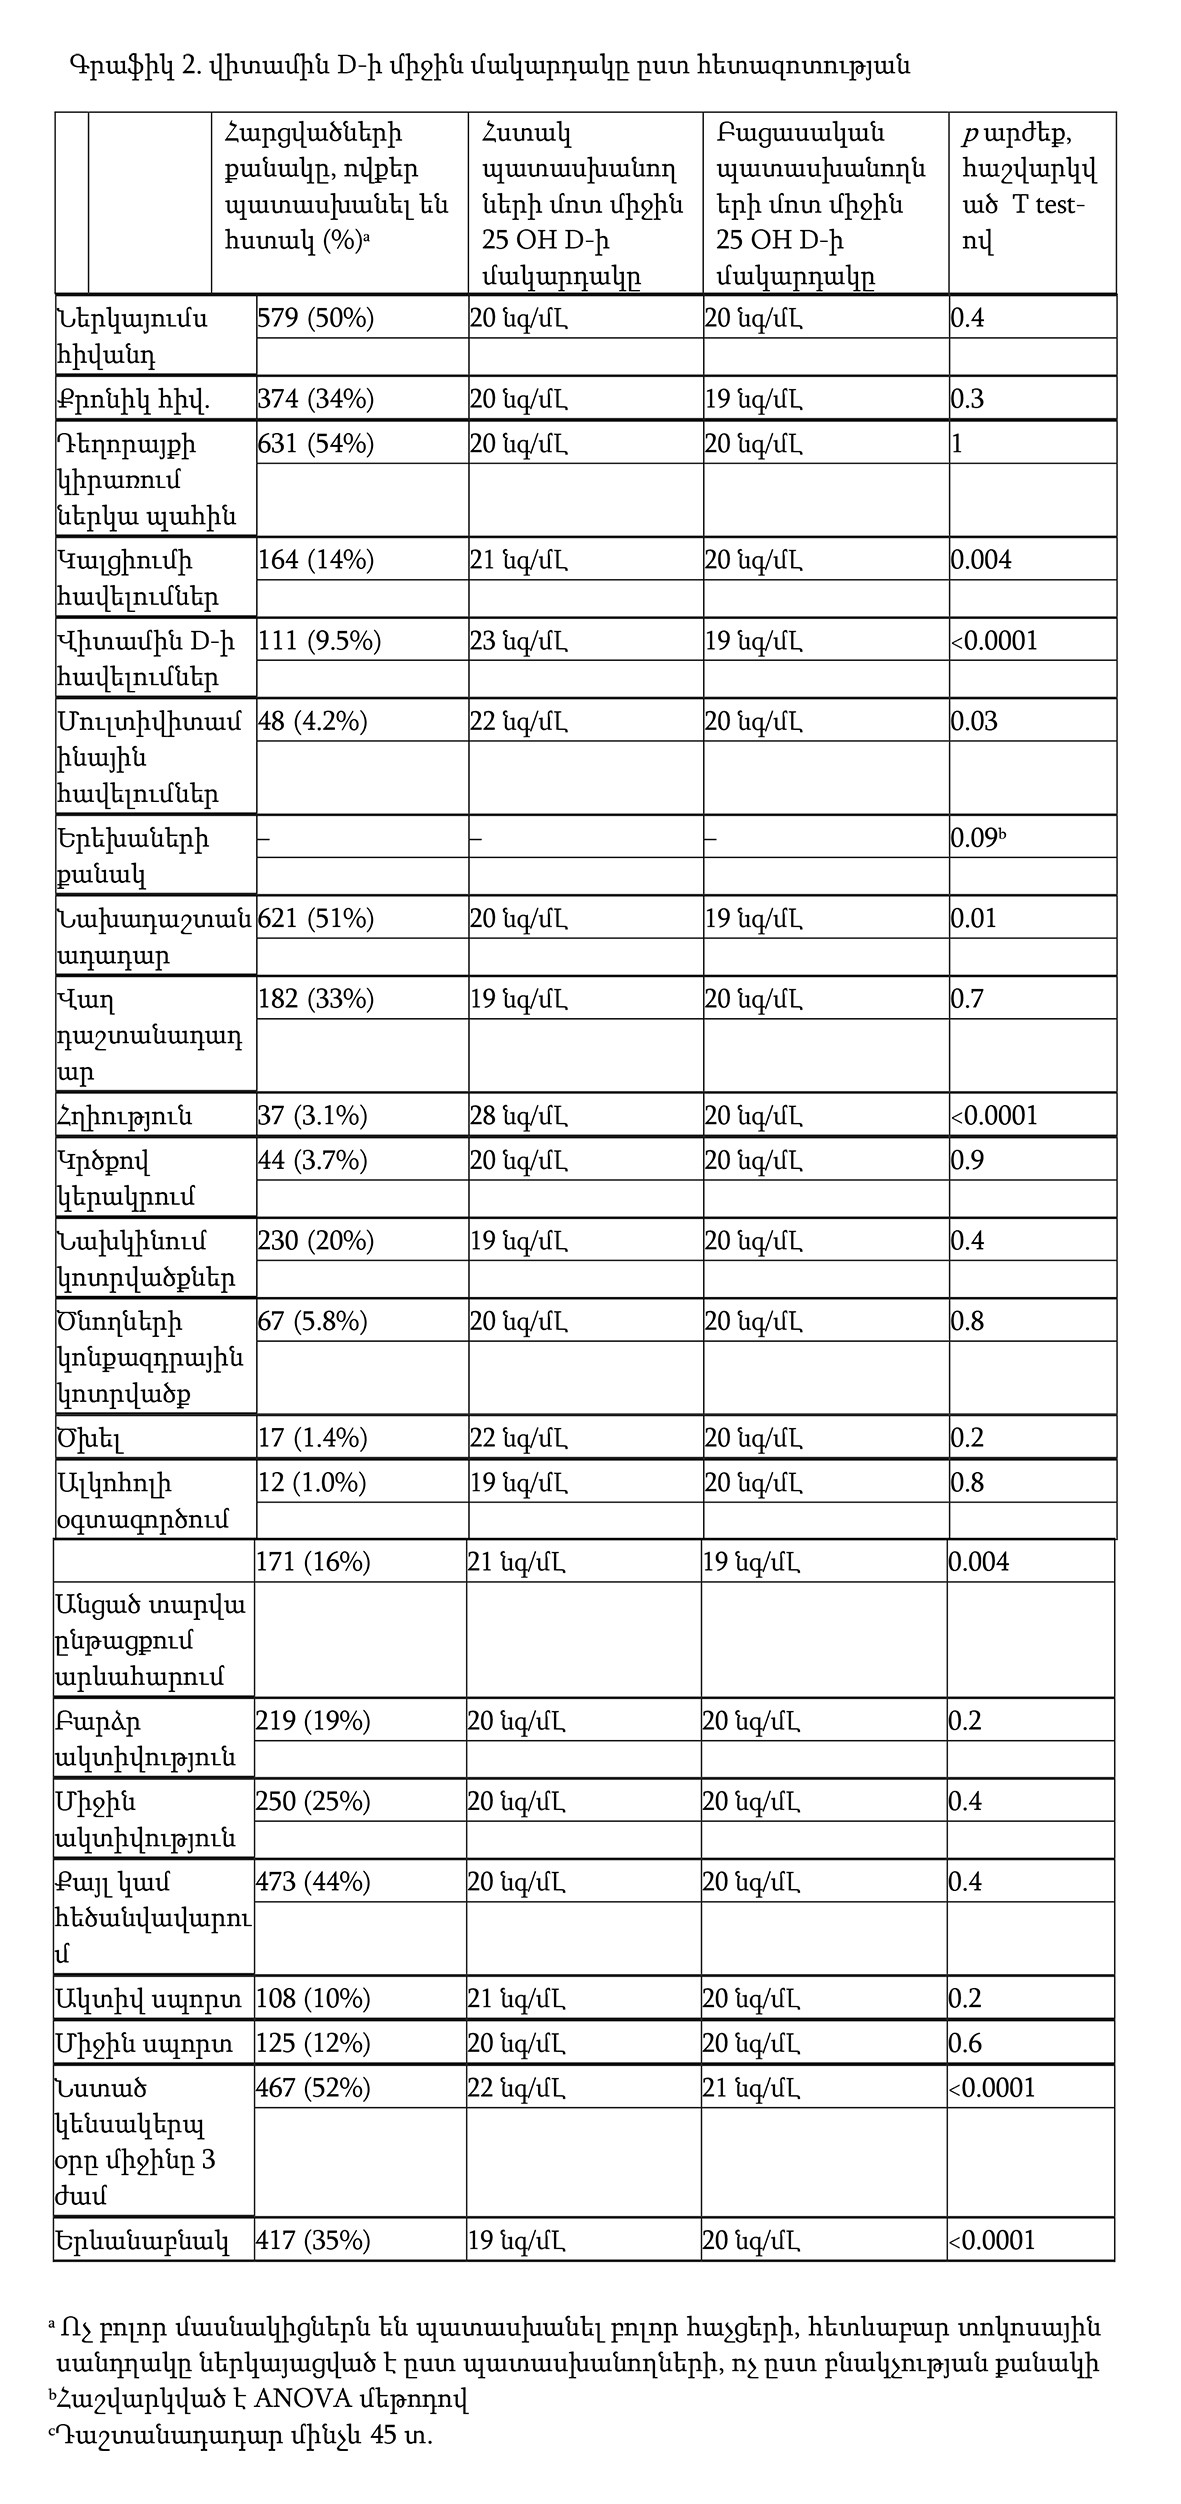 Գրաֆիկ 2. վիտամին D-ի միջին մակարդակը ըստ հետազոտության
Հարցվածների
քանակը, ովքեր
պատասխանել են
հստակ (%)ᵃ
Հստակ
պատասխանող
ների մոտ միջին
25 OH D-ի
մակարդակը
Բացասական
պատասխանողն
երի մոտ միջին
25 OH D-ի
մակարդակը
p արժեք,
հաշվարկվ
ած T test-
ով
Ներկայումս 579 (50%) 20 նգ/մԼ 20 նգ/մԼ 0.4
հիվանդ
Քրոնիկ հիվ. 374 (34%) 20 նգ/մԼ 19 նգ/մԼ 0.3
Դեղորայքի 631 (54%) 20 նգ/մԼ 20 նգ/մԼ 1
կիրառում
ներկա պահին
Կալցիումի 164 (14%) 21 նգ/մԼ 20 նգ/մԼ 0.004
հավելումներ
Վիտամին D-ի 111 (9.5%) 23 նգ/մԼ 19 նգ/մԼ <0.0001
հավելումներ
Մուլտիվիտամ 48 (4.2%) 22 նգ/մԼ 20 նգ/մԼ 0.03
ինային
հավելումներ
Երեխաների – – – 0.09ᵇ
քանակ
Նախադաշտան 621 (51%) 20 նգ/մԼ 19 նգ/մԼ 0.01
ադադար
Վաղ 182 (33%) 19 նգ/մԼ 20 նգ/մԼ 0.7
դաշտանադադ
ար
Հղիություն 37 (3.1%) 28 նգ/մԼ 20 նգ/մԼ <0.0001
Կրծքով 44 (3.7%) 20 նգ/մԼ 20 նգ/մԼ 0.9
կերակրում
Նախկինում 230 (20%) 19 նգ/մԼ 20 նգ/մԼ 0.4
կոտրվածքներ
Ծնողների 67 (5.8%) 20 նգ/մԼ 20 նգ/մԼ 0.8
կոնքազդրային
կոտրվածք
Ծխել 17 (1.4%) 22 նգ/մԼ 20 նգ/մԼ 0.2
Ալկոհոլի 12 (1.0%) 19 նգ/մԼ 20 նգ/մԼ 0.8
օգտագործում
171 (16%) 21 նգ/մԼ 19 նգ/մԼ 0.004
Անցած տարվա
ընթացքում
արևահարում
Բարձր 219 (19%) 20 նգ/մԼ 20 նգ/մԼ 0.2
ակտիվություն
Միջին 250 (25%) 20 նգ/մԼ 20 նգ/մԼ 0.4
ակտիվություն
Քայլ կամ 473 (44%) 20 նգ/մԼ 20 նգ/մԼ 0.4
հեծանվավարու
մ
Ակտիվ սպորտ 108 (10%) 21 նգ/մԼ 20 նգ/մԼ 0.2
Միջին սպորտ 125 (12%) 20 նգ/մԼ 20 նգ/մԼ 0.6
Նստած 467 (52%) 22 նգ/մԼ 21 նգ/մԼ <0.0001
կենսակերպ
օրը միջինը 3
ժամ
Երևանաբնակ 417 (35%) 19 նգ/մԼ 20 նգ/մԼ <0.0001
ᵃ Ոչ բոլոր մասնակիցներն են պատասխանել բոլոր հաչցերի, հետևաբար տոկոսային
սանդղակը ներկայացված է ըստ պատասխանողների, ոչ ըստ բնակչության քանակի
ᵇՀաշվարկված է ANOVA մեթոդով
ᶜԴաշտանադադար մինչև 45 տ.